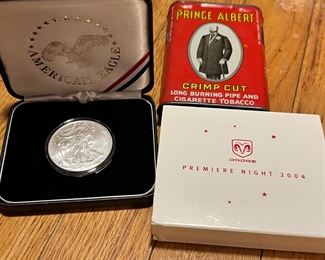 AMERICAN EAGLE
PRINCE ALBERT
CRIMP CUT
LONG BURNING PIPE AND
CIGARETTE TOBACCO
DODGE
PREMIERE NIGHT 2004